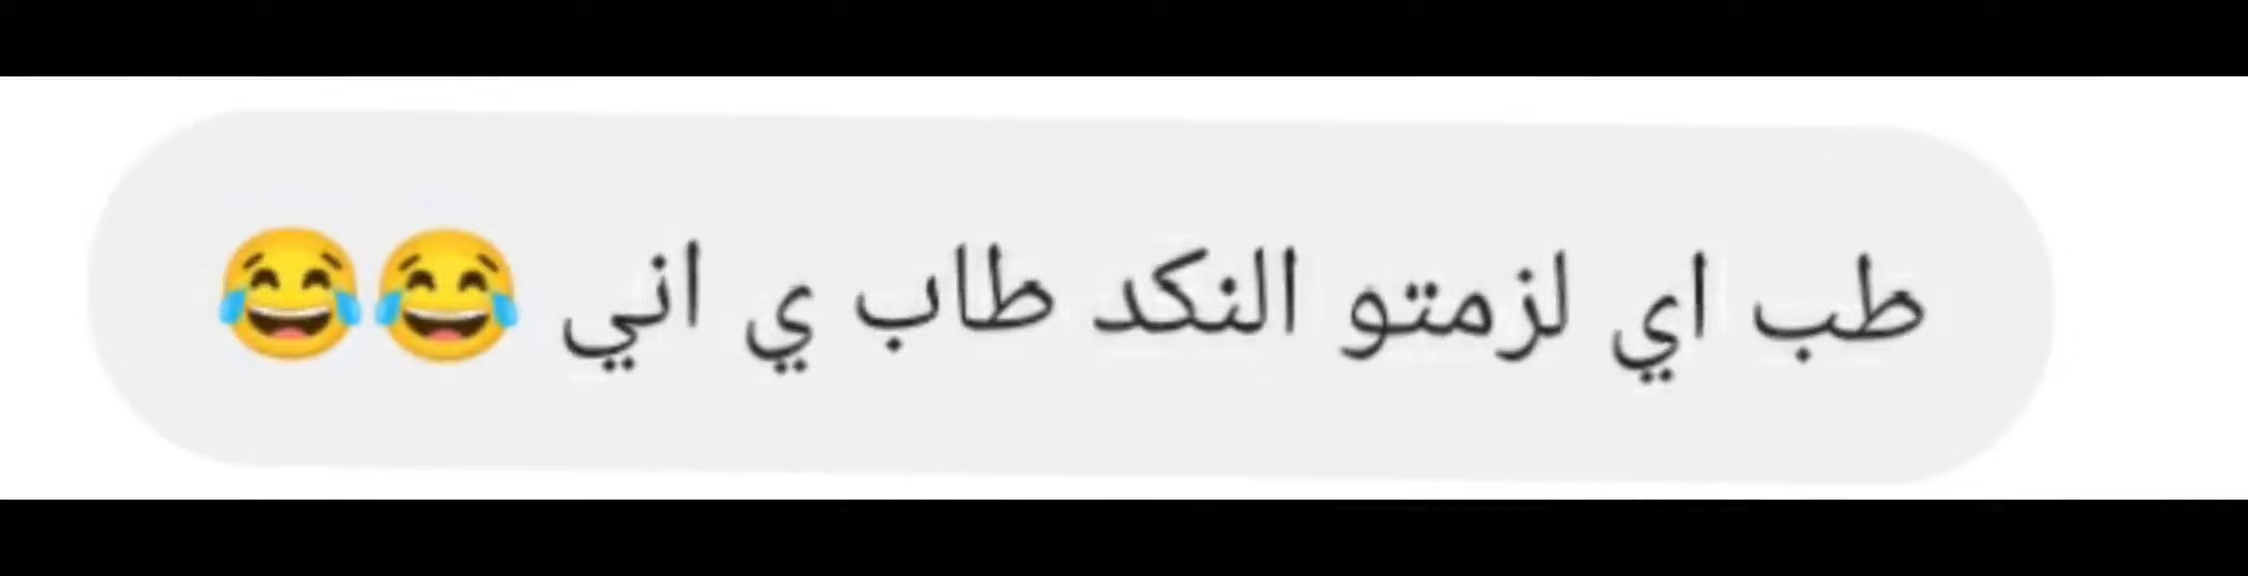 طب اي لزمتو النكد طاب ي اني 😂😂